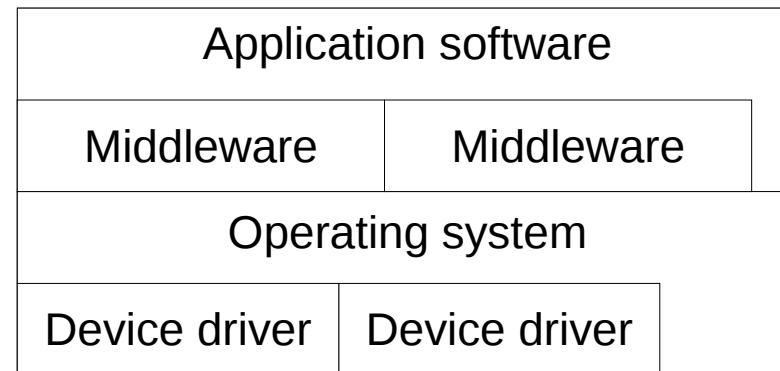 Application software
Middleware Middleware
Operating system
Device driver Device driver